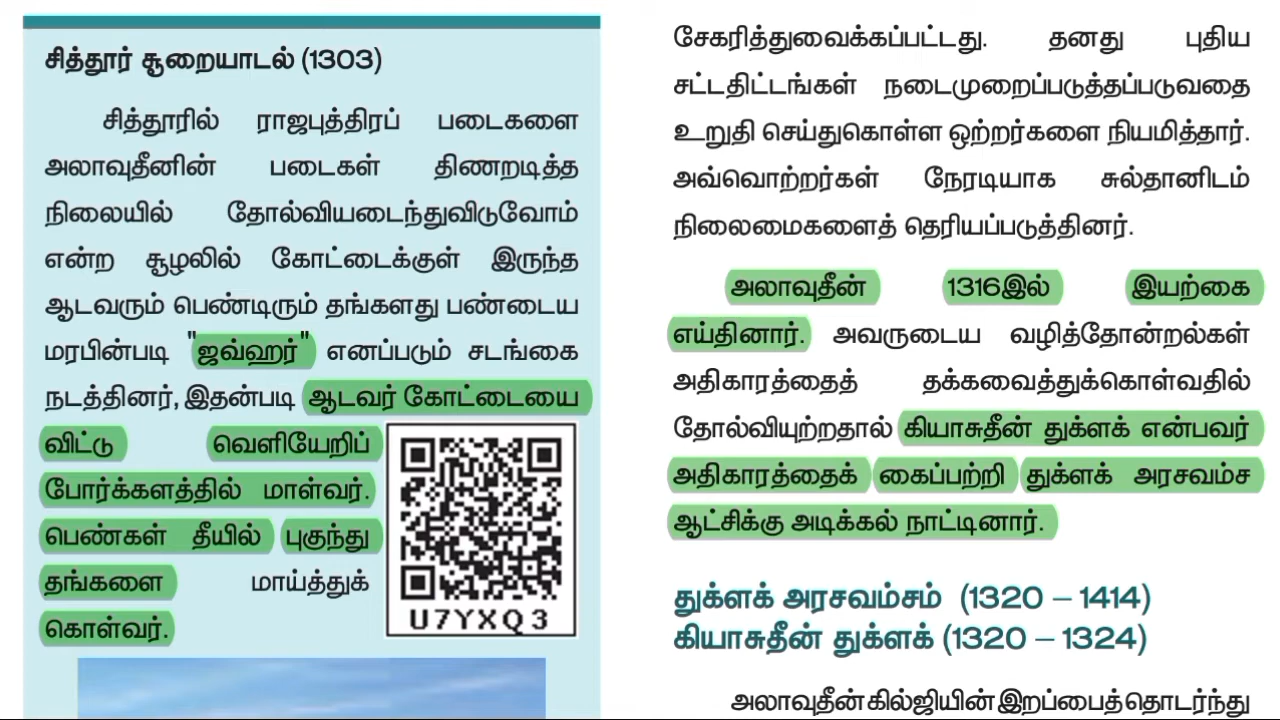 சித்தூர் சூறையாடல் (1303)
சித்தூரில் ராஜபுத்திரப் படைகளை
அலாவுதீனின் படைகள் திணறடித்த
நிலையில் தோல்வியடைந்துவிடுவோம்
என்ற சூழலில் கோட்டைக்குள் இருந்த
ஆடவரும் பெண்டிரும் தங்களது பண்டைய
மரபின்படி "ஜவ்ஹர்" எனப்படும் சடங்கை
நடத்தினர், இதன்படி ஆடவர் கோட்டையை
விட்டு வெளியேறிப்
போர்க்களத்தில் மாள்வர்.
பெண்கள் தீயில் புகுந்து
தங்களை மாய்த்துக்
கொள்வர்.
U7YXQ3
சேகரித்துவைக்கப்பட்டது. தனது புதிய
சட்டதிட்டங்கள் நடைமுறைப்படுத்தப்படுவதை
உறுதி செய்துகொள்ள ஒற்றர்களை நியமித்தார்.
அவ்வொற்றர்கள் நேரடியாக சுல்தானிடம்
நிலைமைகளைத் தெரியப்படுத்தினர்.
அலாவுதீன் 1316இல் இயற்கை
எய்தினார். அவருடைய வழித்தோன்றல்கள்
அதிகாரத்தைத் தக்கவைத்துக்கொள்வதில்
தோல்வியுற்றதால் கியாசுதீன் துக்ளக் என்பவர்
அதிகாரத்தைக் கைப்பற்றி துக்ளக் அரசவம்ச
ஆட்சிக்கு அடிக்கல் நாட்டினார்.
துக்ளக் அரசவம்சம் (1320 – 1414)
கியாசுதீன் துக்ளக் (1320 – 1324)
அலாவுதீன் கில்ஜியின் இறப்பைத் தொடர்ந்து